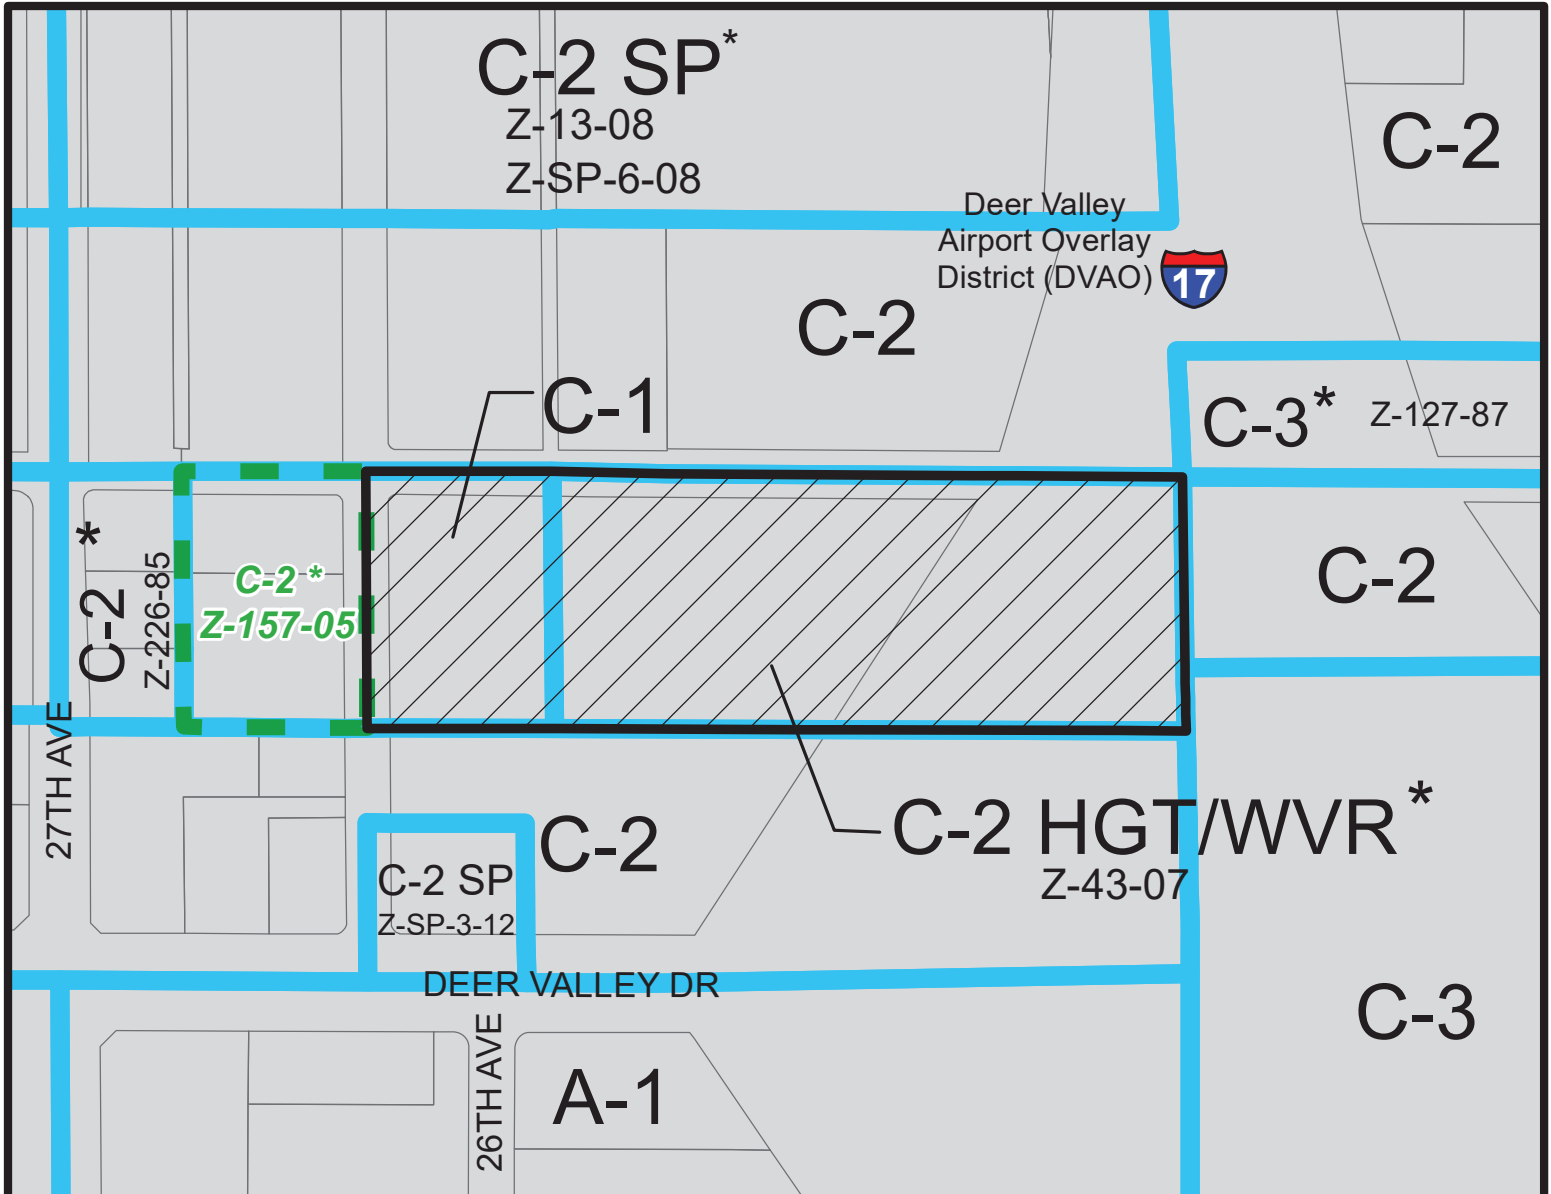 C-2 SP*
Z-13-08
Z-SP-6-08
C-2
Deer Valley
Airport Overlay
District (DVAO)
17
C-2
C-1
C-3*
Z-127-87
C-2 *
Z-226-85
C-2 *
Z-157-05
C-2
27TH AVE
C-2
C-2 HGT/WVR*
Z-43-07
C-2 SP
Z-SP-3-12
DEER VALLEY DR
26TH AVE
C-3
A-1